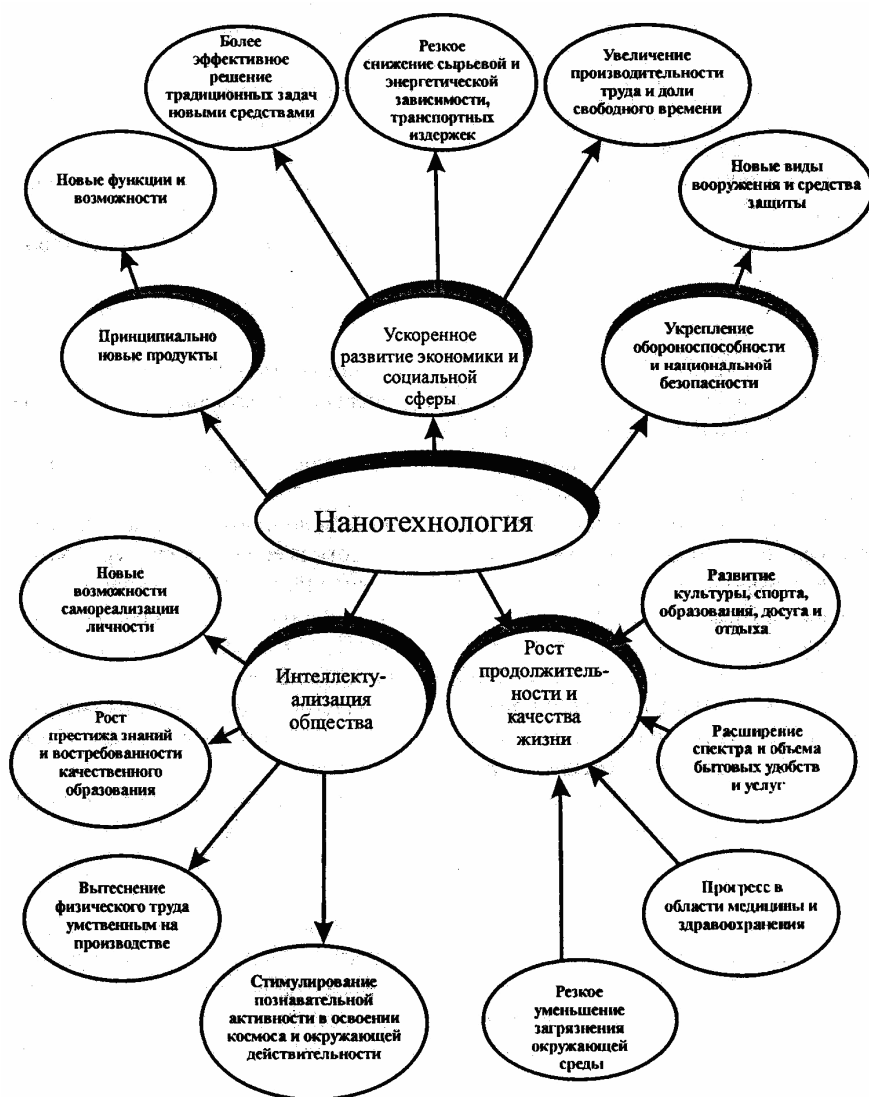 Более
эффективное
решение
традиционных задач
новыми средствами
Резкое
снижение сырьевой и
энергетической
зависимости,
транспортных
издержек
Увеличение
производительности
труда и доли
свободного времени
Новые функции и
возможности
Новые виды
вооружения и средства
защиты
Принципиально
новые продукты
Ускоренное
развитие экономики и
социальной
сферы
Укрепление
обороноспособности
и национальной
безопасности
Нанотехнология
Новые
возможности
самореализации
личности
Развитие
культуры, спорта,
образования, досуга и
отдыха
Интеллекту-
ализация
общества
Рост
продолжитель-
ности и
качества
жизни
Рост
престижа знаний
и востребованности
качественного
образования
Расширение
спектра и объема
бытовых удобств
и услуг
Вытеснение
физического труда
умственным на
производстве
Прогресс в
области медицины и
здравоохранения
Стимулирование
познавательной
активности в освоении
космоса и окружающей
действительности
Резкое
уменьшение
загрязнения
окружающей
среды